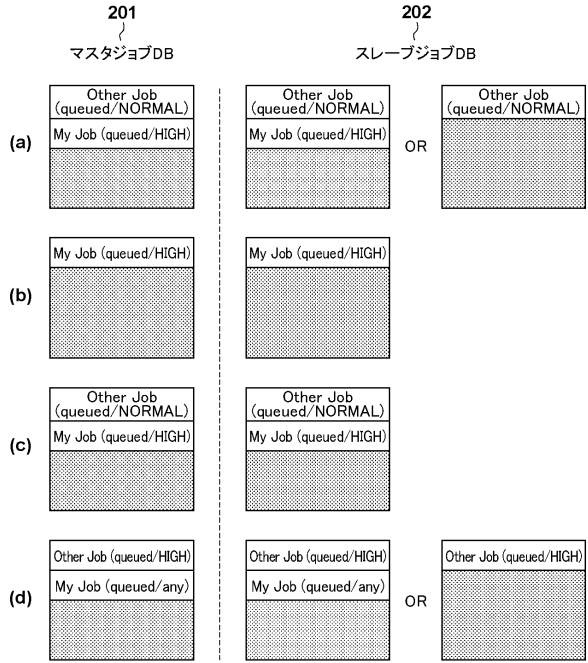 201
202
マスタジョブDB
スレーブジョブDB
(a)
Other Job
(queued/NORMAL)
My Job (queued/HIGH)
Other Job
(queued/NORMAL)
My Job (queued/HIGH)
OR
Other Job
(queued/NORMAL)
(b)
My Job (queued/HIGH)
My Job (queued/HIGH)
(c)
Other Job
(queued/NORMAL)
My Job (queued/HIGH)
Other Job
(queued/NORMAL)
My Job (queued/HIGH)
(d)
Other Job (queued/HIGH)
My Job (queued/any)
Other Job (queued/HIGH)
My Job (queued/any)
OR
Other Job (queued/HIGH)